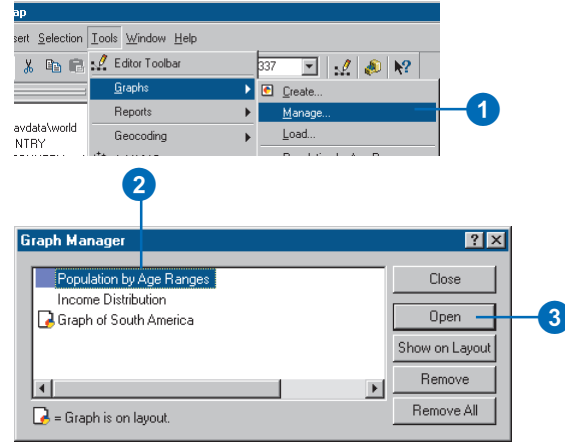 ap
sert Selection Tools Window Help
Editor Toolbar
337
Graphs
Create...
Reports
Manage...
1
avdata\world
NTRY
Geocoding
Load...
2
Graph Manager
Population by Age Ranges
Income Distribution
Graph of South America
Close
Open
3
Show on Layout
Remove
Remove All
= Graph is on layout.